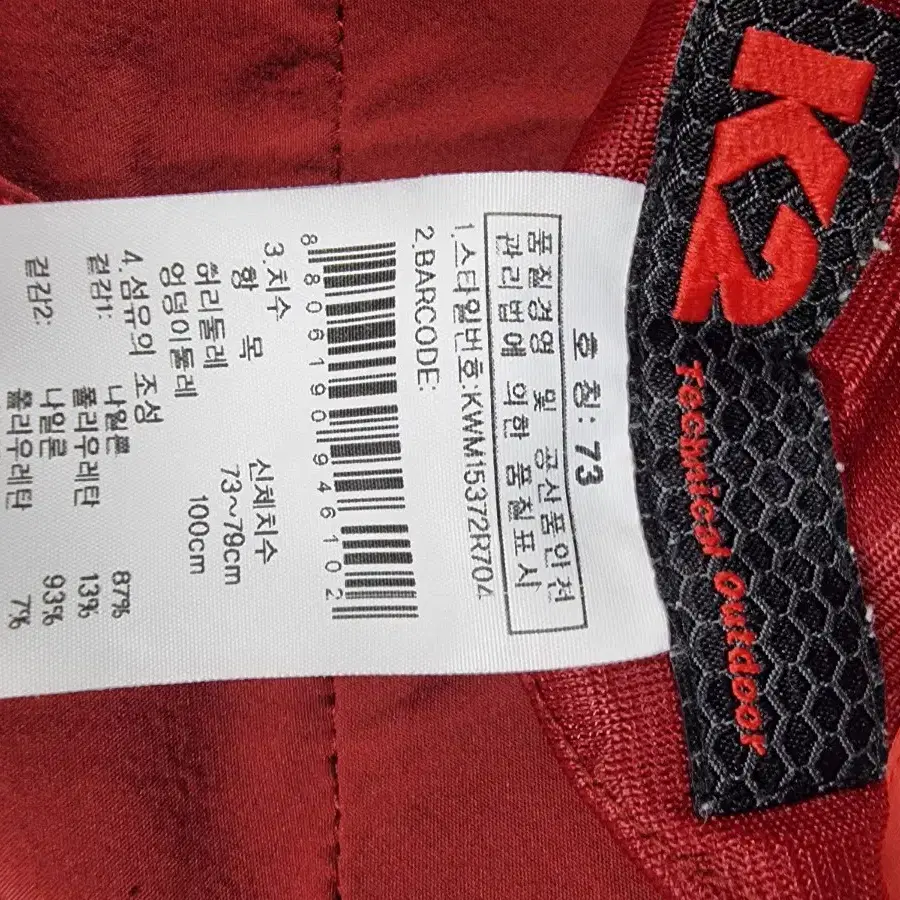 K2
Technical Outdoor
호칭: 73
품질경영 및 공산품안전
관리법에 의한 품질표시
1.스타일번호:KWM15372R704
2.BARCODE:
8806190946102
3.치수
항 목 신체치수
허리둘레 73~79cm
엉덩이둘레 100cm
4.섬유의 조성
겉감1: 나일론 87%
폴리우레탄 13%
겉감2: 나일론 93%
폴리우레탄 7%